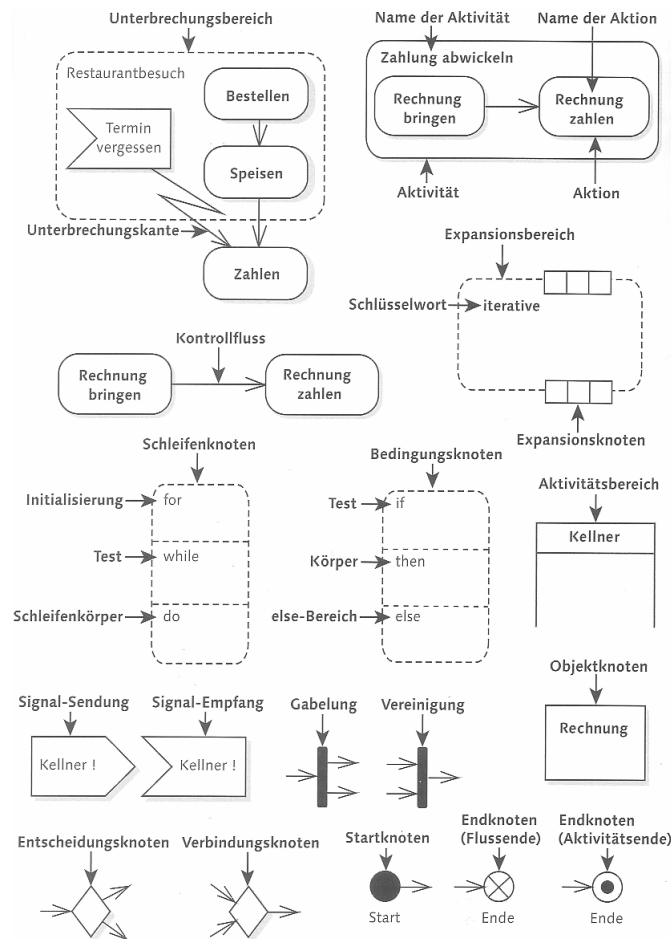 Unterbrechungsbereich
Restaurantbesuch
Bestellen
Termin
vergessen
Speisen
Unterbrechungskante
Zahlen
Name der Aktivität
Name der Aktion
Zahlung abwickeln
Rechnung
bringen
Rechnung
zahlen
Aktivität
Aktion
Expansionsbereich
Schlüsselwort
iterative
Expansionsknoten
Kontrollfluss
Rechnung
bringen
Rechnung
zahlen
Schleifenknoten
Initialisierung
for
Test
while
Schleifenkörper
do
Bedingungsknoten
Test
if
Körper
then
else-Bereich
else
Aktivitätsbereich
Kellner
Objektknoten
Rechnung
Signal-Sendung
Kellner !
Signal-Empfang
Kellner !
Gabelung
Vereinigung
Entscheidungsknoten
Verbindungsknoten
Startknoten
Start
Endknoten
(Flussende)
Ende
Endknoten
(Aktivitätsende)
Ende